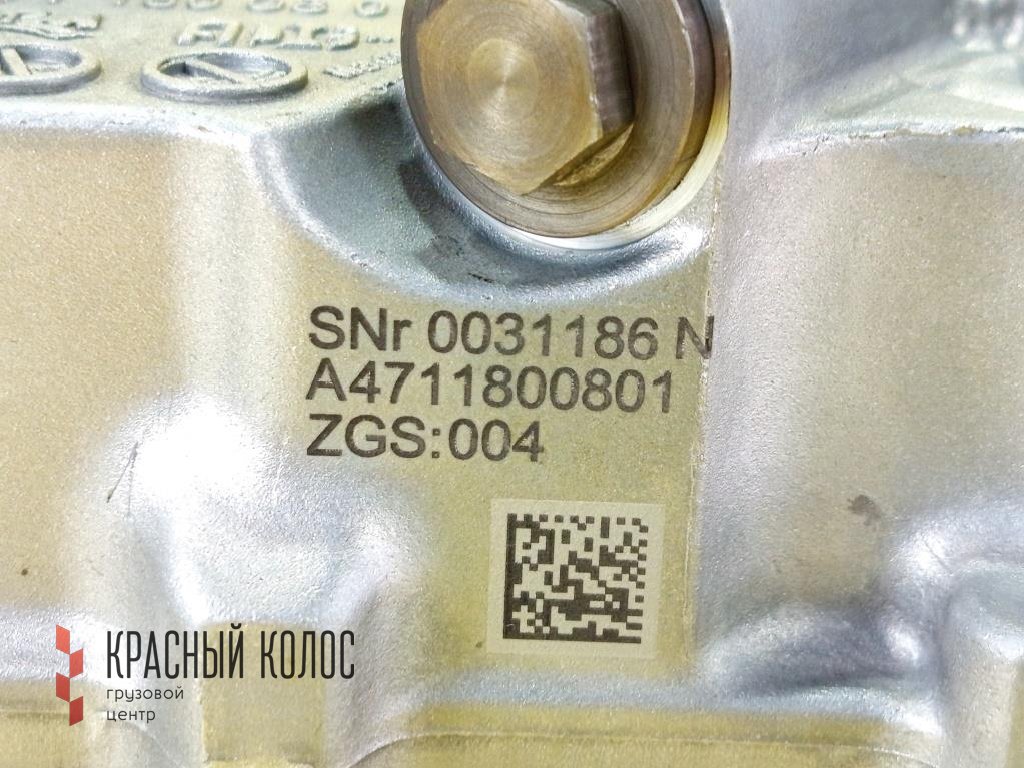 SNr 0031186 N
A4711800801
ZGS:004
КРАСНЫЙ КОЛОС
грузовой
центр